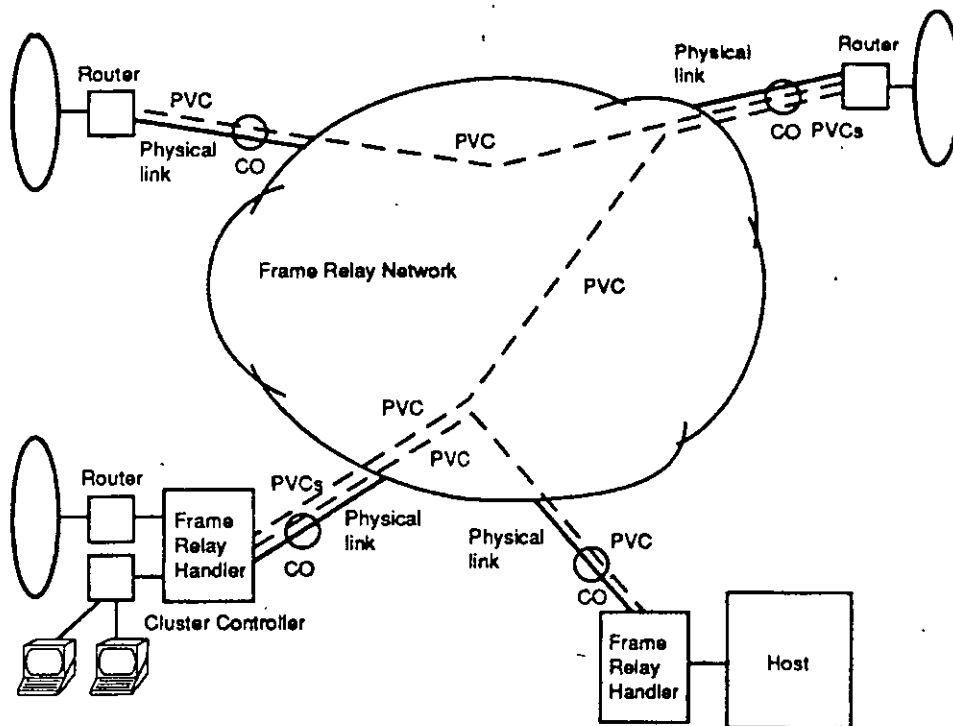 Physical
link
Router
Router
PVC
CO
PVCs
Physical
link
CO
PVC
Frame Relay Network
PVC
PVC
PVC
Router
PVCs
Frame
Relay
Handler
Physical
link
CO
Physical
link
PVC
CO
Cluster Controller
Frame
Relay
Handler
Host